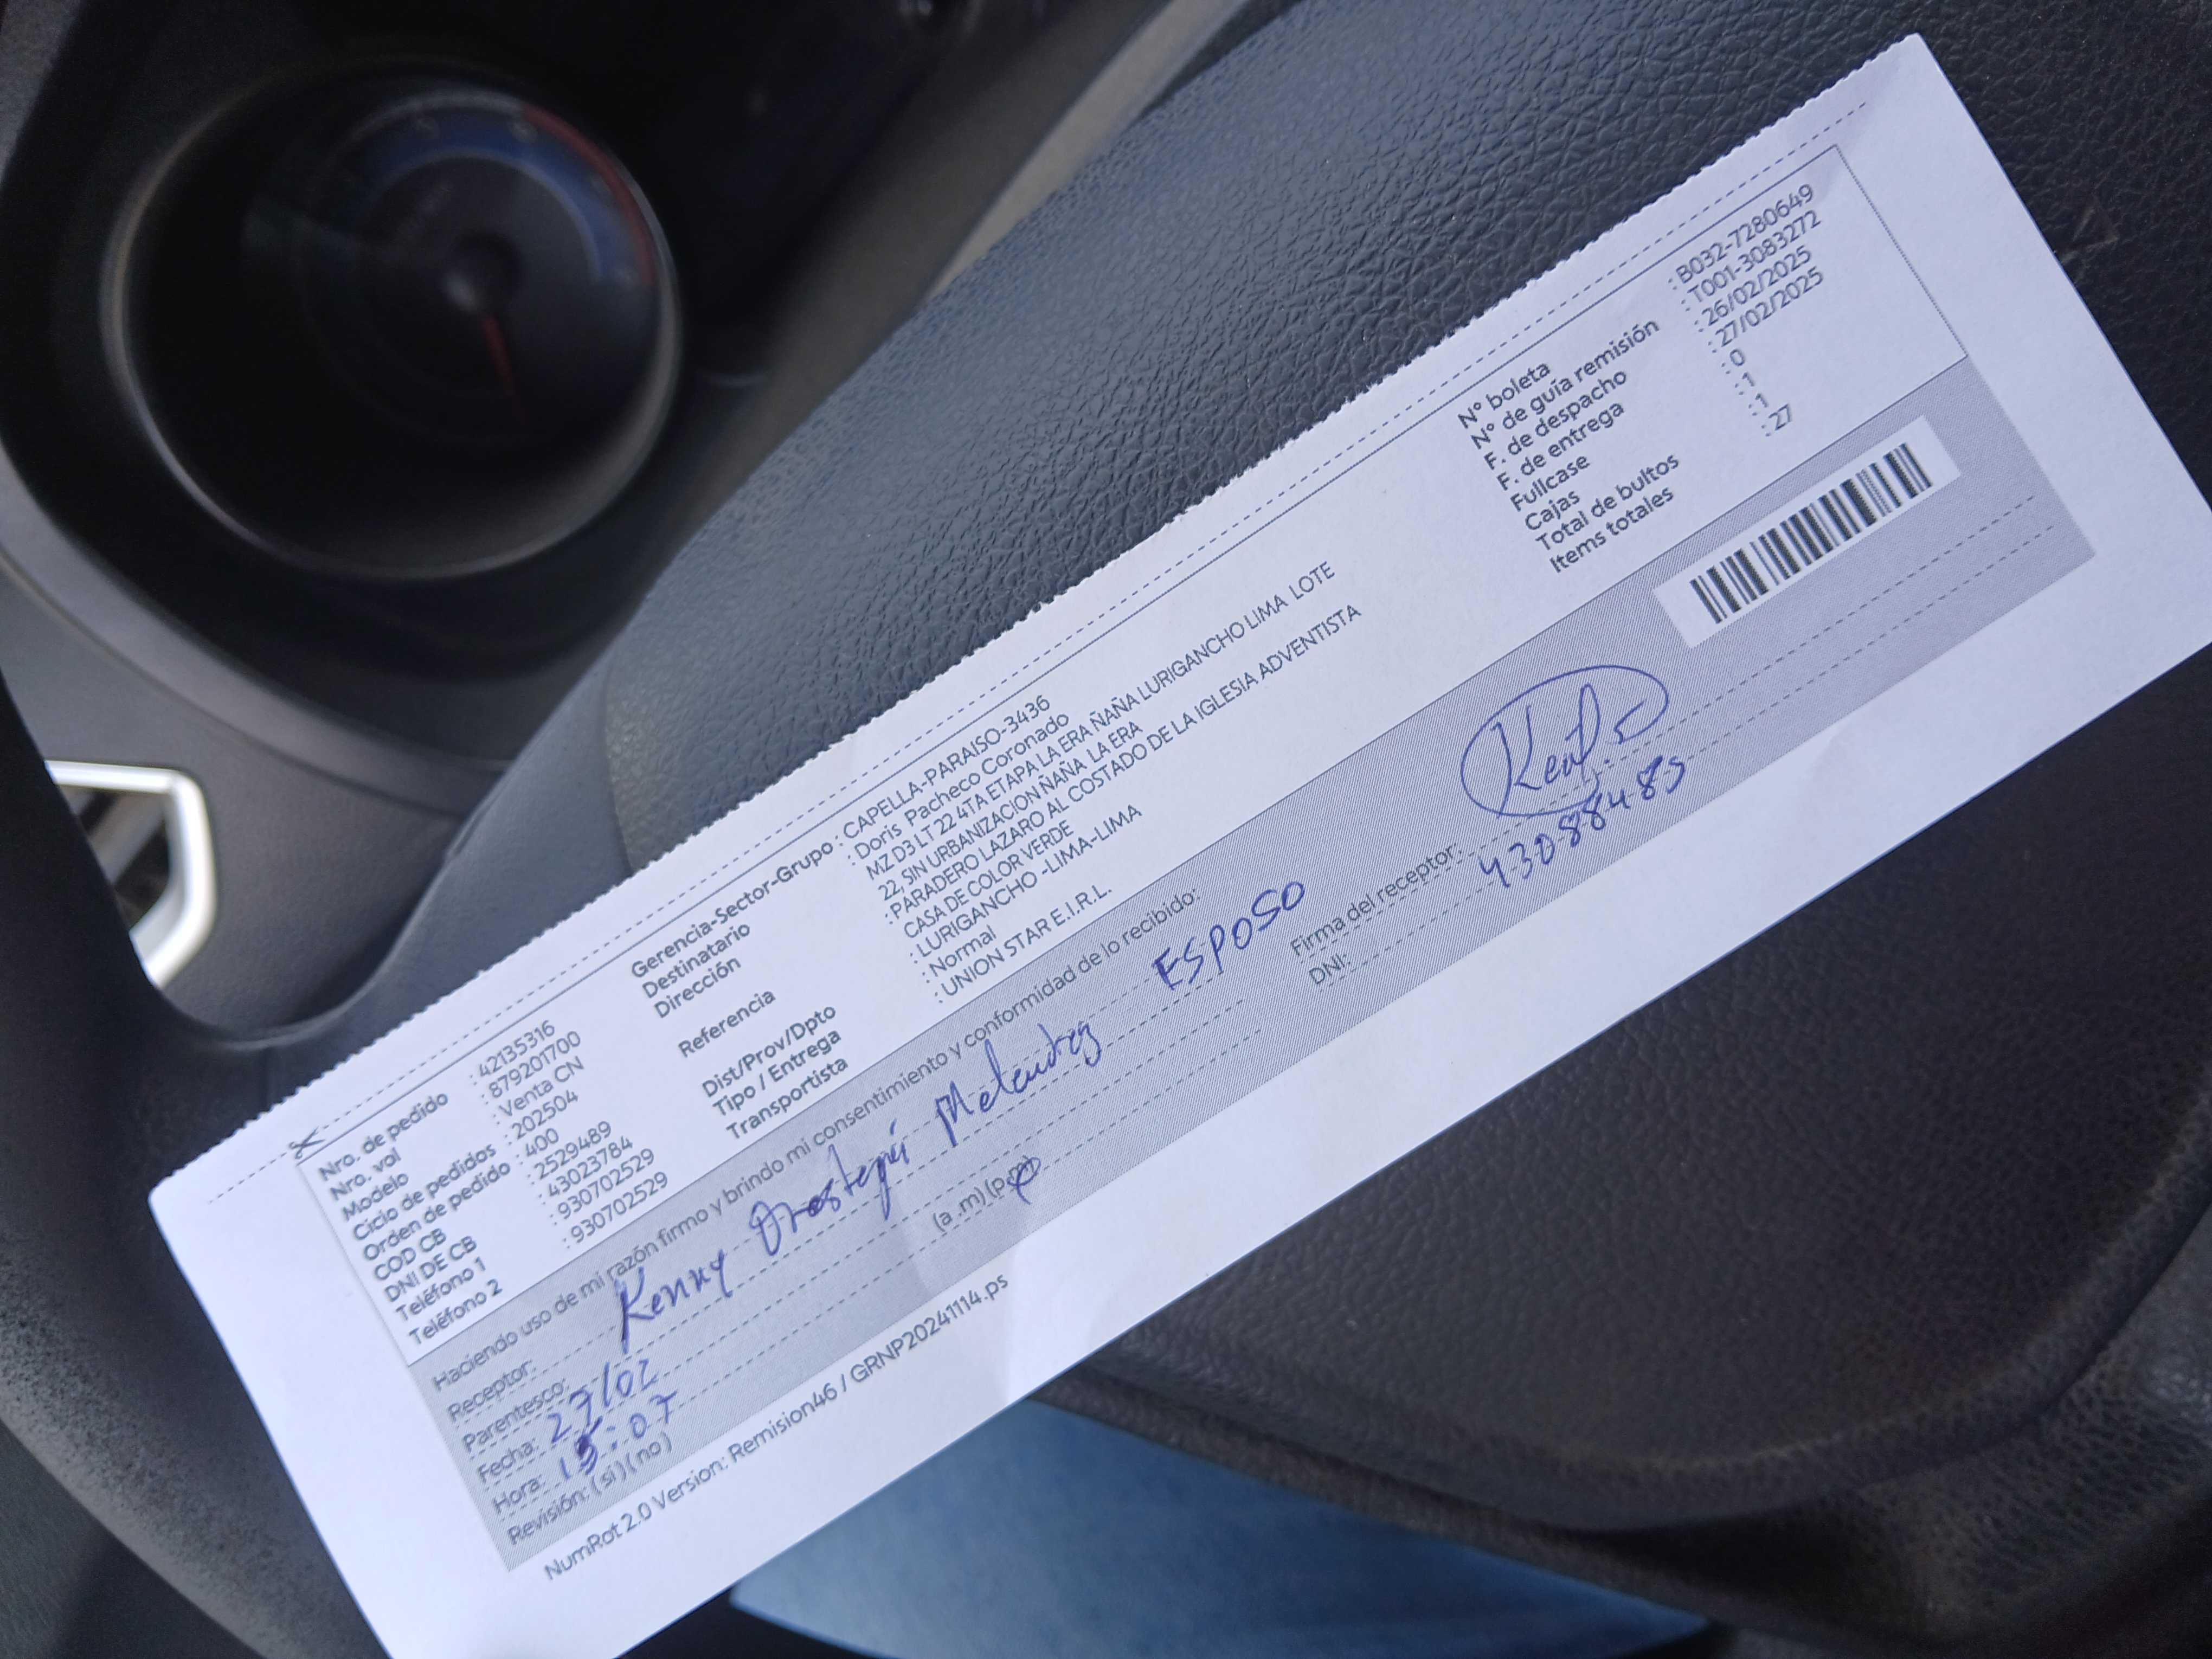 Nro. de pedido : 42135316
Nro. vol : 879201700
Modelo : Venta CN
Ciclo de pedidos : 202504
Orden de pedido : 400
COD CB : 2529489
DNI DE CB : 43023784
Teléfono 1 : 930702529
Teléfono 2 : 930702529
Gerencia-Sector-Grupo : CAPELLA-PARAISO-3436
Destinatario : Doris Pacheco Coronado
Dirección MZ D3 LT 22 4TA ETAPA LA ERA ÑAÑA LURIGANCHO LIMA LOTE
22, SIN URBANIZACION ÑAÑA LA ERA
Referencia : PARADERO LAZARO AL COSTADO DE LA IGLESIA ADVENTISTA
CASA DE COLOR VERDE
Dist/Prov/Dpto : LURIGANCHO -LIMA-LIMA
Tipo / Entrega : Normal
Transportista : UNION STAR E.I.R.L.
N° boleta : B032-7280649
N° de guía remisión : T001-3083272
F. de despacho : 26/02/2025
F. de entrega : 27/02/2025
Fullcase : 0
Cajas : 1
Total de bultos : 1
Items totales : 27
Haciendo uso de mi razón firmo y brindo mi consentimiento y conformidad de lo recibido:
Receptor: Kenny Melendez
Parentesco: ESPOSO
Fecha: 27/02
Hora: :07 (a .m) (p.m)
Revisión: (si) (no)
Firma del receptor:
DNI: 43088485
NumRot 2.0 Version: Remision46 / GRNP20241114.ps